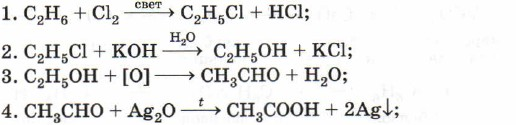 1. C₂H₆ + Cl₂ —свет→ C₂H₅Cl + HCl;
2. C₂H₅Cl + KOH —H₂O→ C₂H₅OH + KCl;
3. C₂H₅OH + [O] ⟶ CH₃CHO + H₂O;
4. CH₃CHO + Ag₂O —t→ CH₃COOH + 2Ag↓;